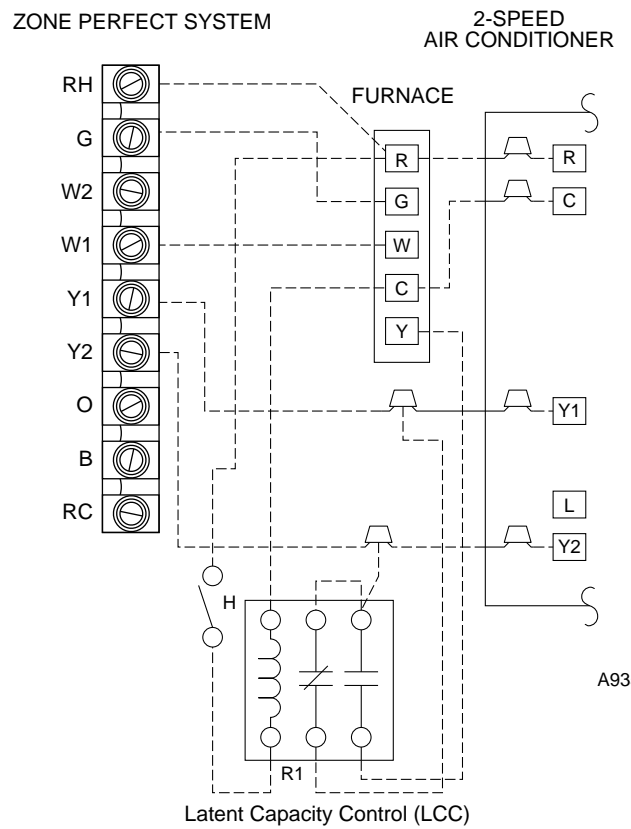 ZONE PERFECT SYSTEM
2-SPEED
AIR CONDITIONER
RH
G
W2
W1
Y1
Y2
O
B
RC
FURNACE
R
G
W
C
Y
R
C
Y1
L
Y2
H
R1
A93
Latent Capacity Control (LCC)